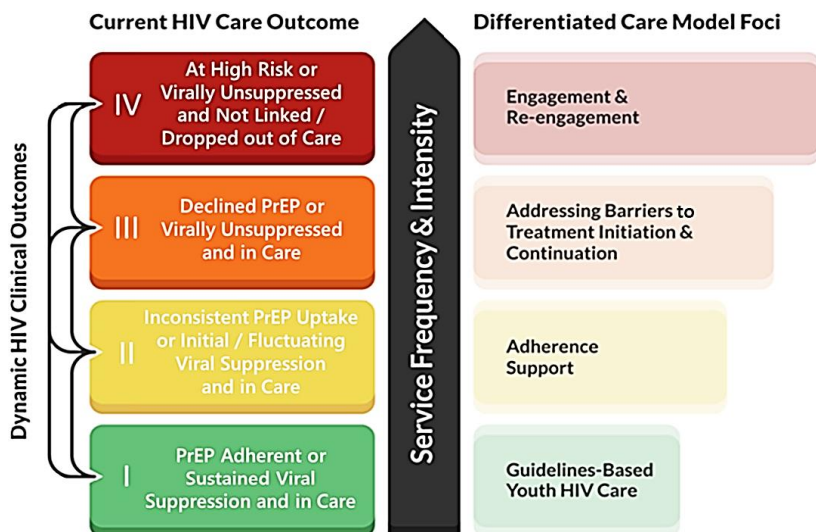 Current HIV Care Outcome
Differentiated Care Model Foci
Dynamic HIV Clinical Outcomes
IV
At High Risk or
Virally Unsuppressed
and Not Linked /
Dropped out of Care
III
Declined PrEP or
Virally Unsuppressed
and in Care
II
Inconsistent PrEP Uptake
or Initial / Fluctuating
Viral Suppression
and in Care
I
PrEP Adherent or
Sustained Viral
Suppression and in Care
Service Frequency & Intensity
Engagement &
Re-engagement
Addressing Barriers to
Treatment Initiation &
Continuation
Adherence
Support
Guidelines-Based
Youth HIV Care